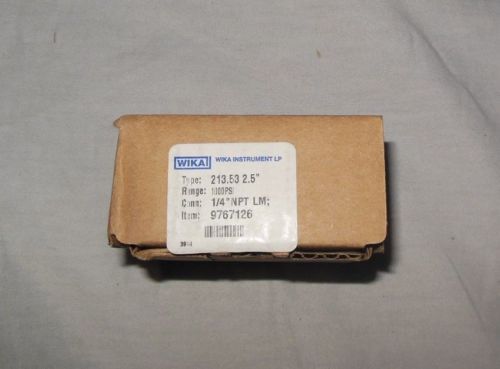 WIKA WIKA INSTRUMENT LP
Type: 213.53 2.5"
Range: 1000PSI
Conn: 1/4"NPT LM;
Item: 9767126